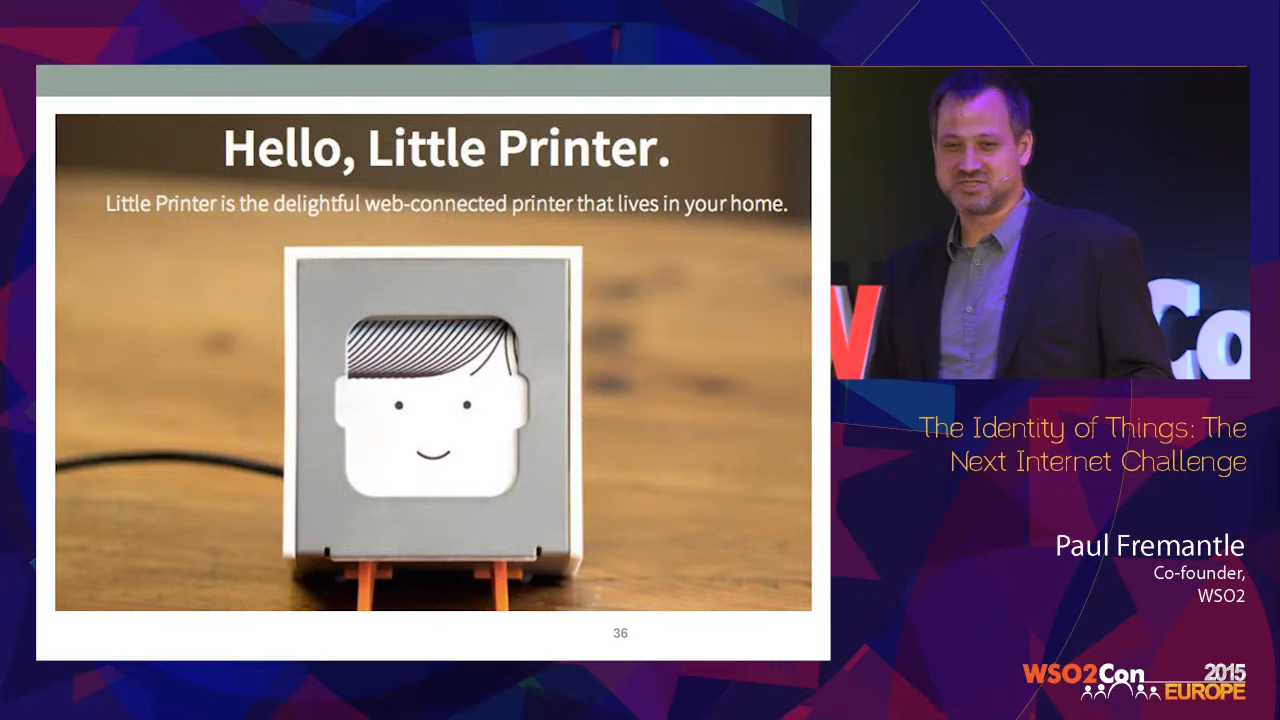 Hello, Little Printer.
Little Printer is the delightful web-connected printer that lives in your home.
36
W
Co
The Identity of Things: The
Next Internet Challenge
Paul Fremantle
Co-founder,
WSO2
WSO2Con 2015
EUROPE